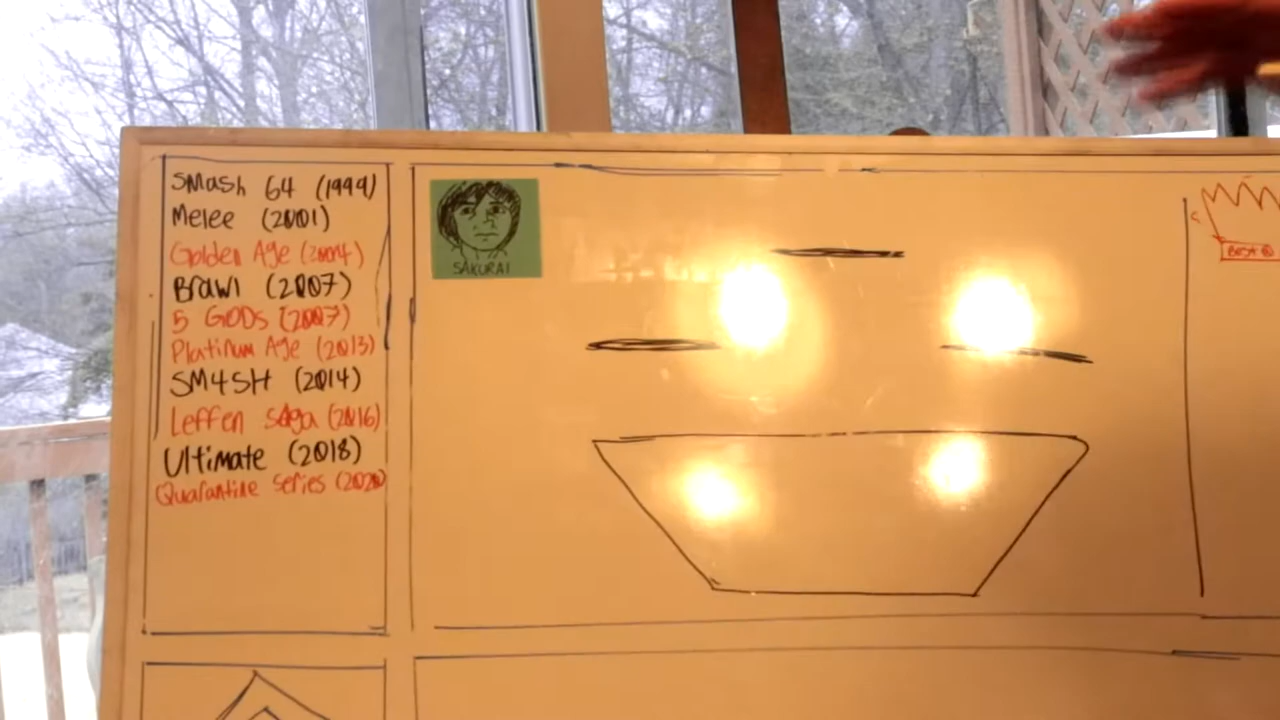 SMash 64 (1999)
Melee (2001)
Golden Age (2004)
Brawl (2007)
5 GODs (2007)
Platinum Age (2013)
SM4SH (2014)
Leffen saga (2016)
Ultimate (2018)
Quarantine series (2020)
SAKURAI
Best